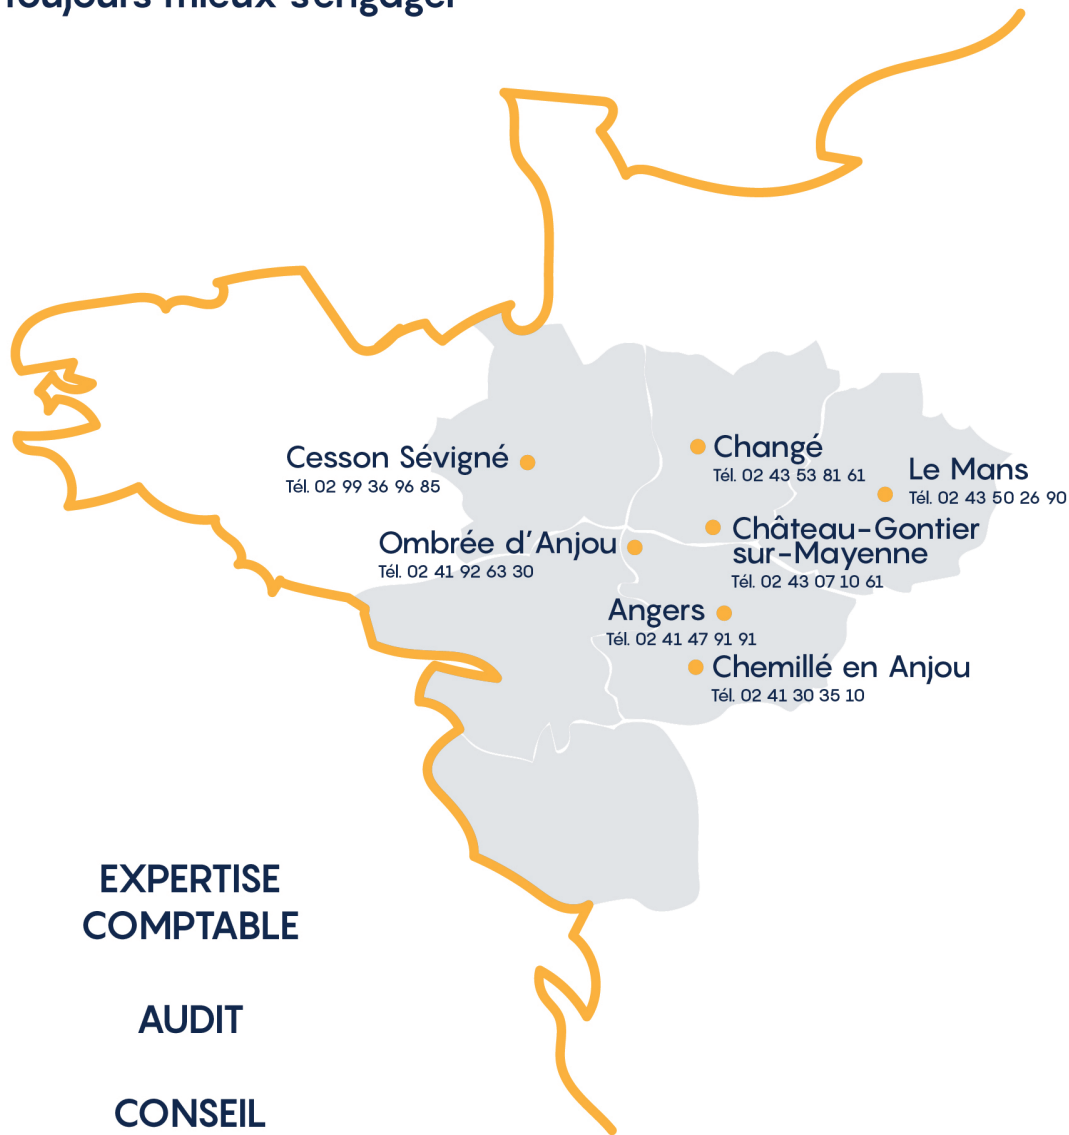 toujours mieux s'engager
Cesson Sévigné
Tél. 02 99 36 96 85
Changé
Tél. 02 43 53 81 61
Le Mans
Tél. 02 43 50 26 90
Château-Gontier
sur-Mayenne
Tél. 02 43 07 10 61
Ombrée d'Anjou
Tél. 02 41 92 63 30
Angers
Tél. 02 41 47 91 91
Chemillé en Anjou
Tél. 02 41 30 35 10
EXPERTISE
COMPTABLE
AUDIT
CONSEIL